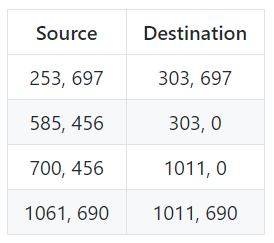 Source Destination
253, 697 303, 697
585, 456 303, 0
700, 456 1011, 0
1061, 690 1011, 690